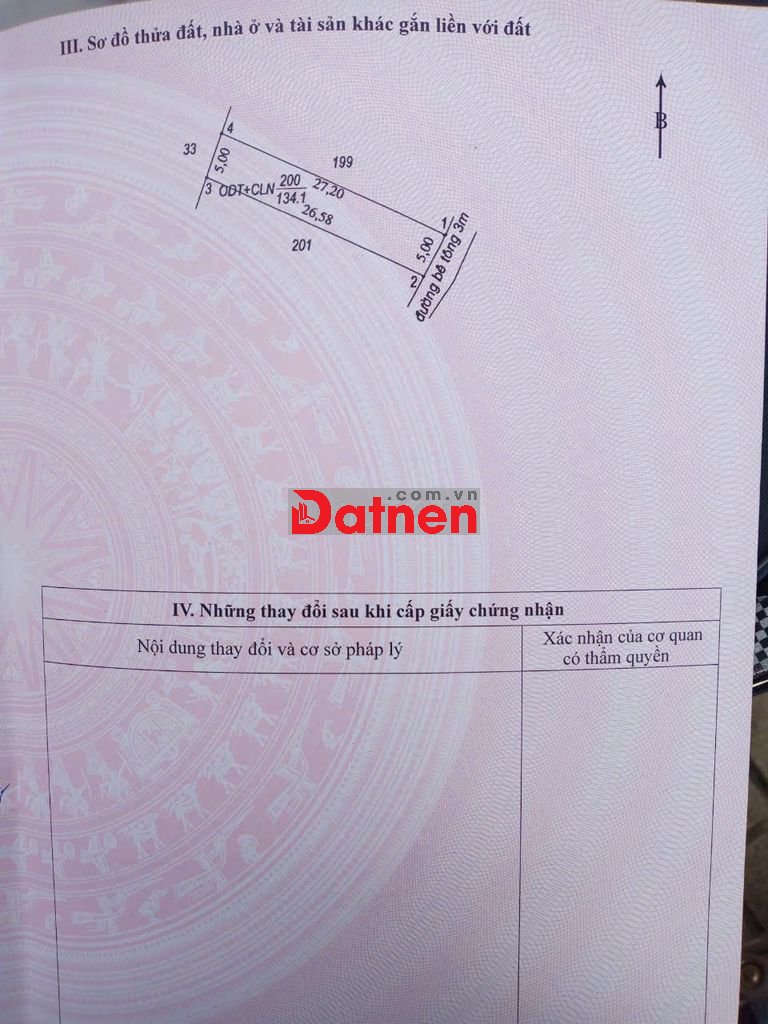 III. Sơ đồ thửa đất, nhà ở và tài sản khác gắn liền với đất
B
4
33
5,00
199
3
ODT+CLN
200
134.1
27,20
26,58
201
1
5,00
2
đường bê tông 3m
.com.vn
Datnen
IV. Những thay đổi sau khi cấp giấy chứng nhận
Nội dung thay đổi và cơ sở pháp lý
Xác nhận của cơ quan
có thẩm quyền